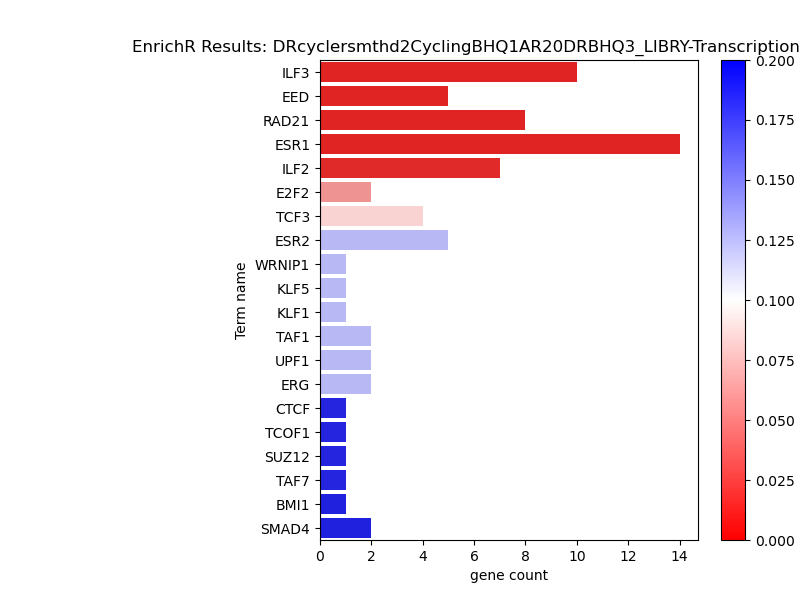 EnrichR Results: DRcyclersmthd2CyclingBHQ1AR20DRBHQ3_LIBRY-Transcription
ILF3
EED
RAD21
ESR1
ILF2
E2F2
TCF3
ESR2
WRNIP1
KLF5
KLF1
TAF1
UPF1
ERG
CTCF
TCOF1
SUZ12
TAF7
BMI1
SMAD4
Term name
0 2 4 6 8 10 12 14
gene count
0.200
0.175
0.150
0.125
0.100
0.075
0.050
0.025
0.000